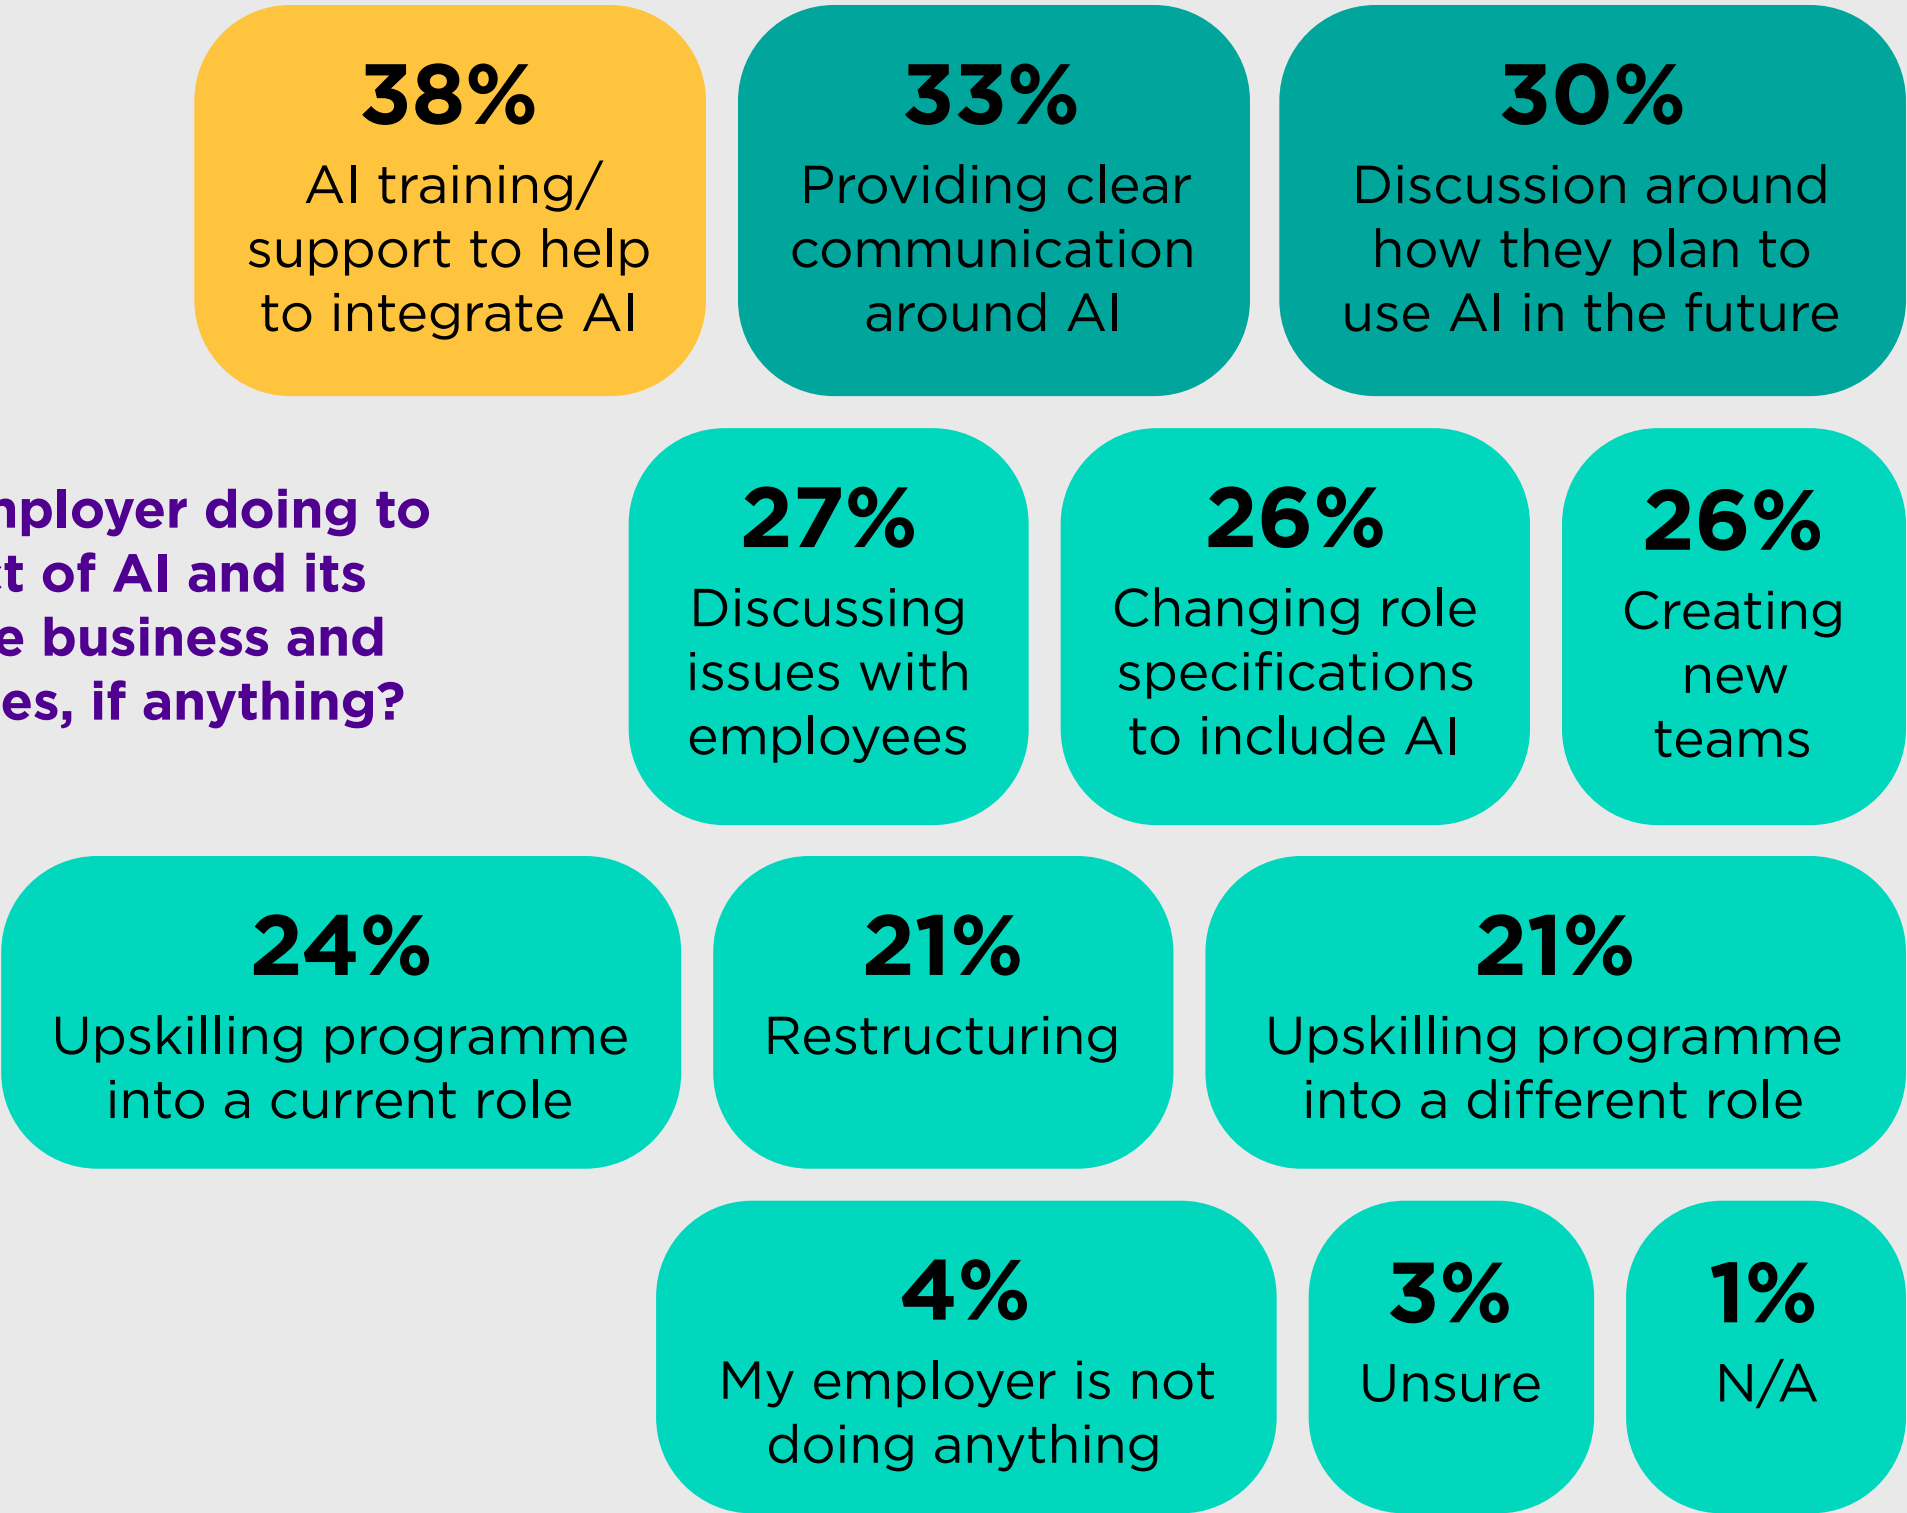 38%
AI training/
support to help
to integrate AI
33%
Providing clear
communication
around AI
30%
Discussion around
how they plan to
use AI in the future
doing to
of AI and its
business and
if anything?
27%
Discussing
issues with
employees
26%
Changing role
specifications
to include AI
26%
Creating
new
teams
24%
Upskilling programme
into a current role
21%
Restructuring
21%
Upskilling programme
into a different role
4%
My employer is not
doing anything
3%
Unsure
1%
N/A